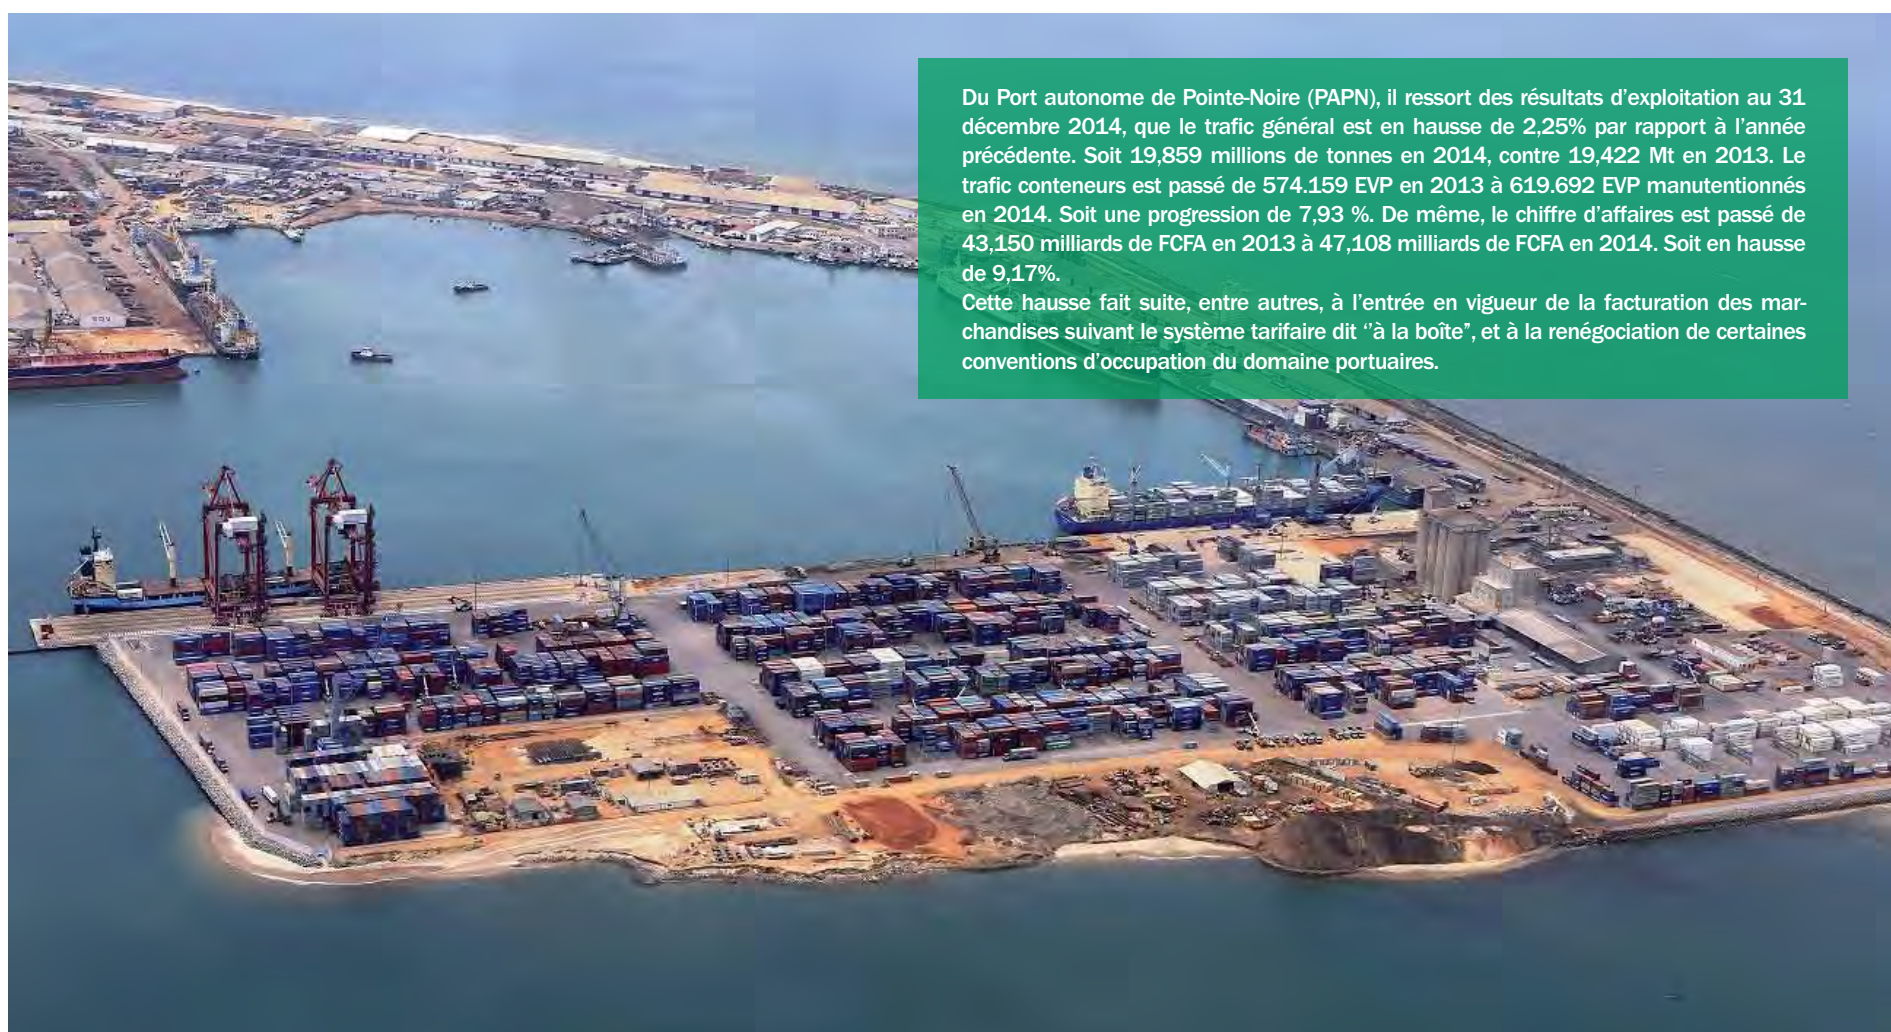 Du Port autonome de Pointe-Noire (PAPN), il ressort des résultats d’exploitation au 31
décembre 2014, que le trafic général est en hausse de 2,25% par rapport à l’année
précédente. Soit 19,859 millions de tonnes en 2014, contre 19,422 Mt en 2013. Le
trafic conteneurs est passé de 574.159 EVP en 2013 à 619.692 EVP manutentionnés
en 2014. Soit une progression de 7,93 %. De même, le chiffre d’affaires est passé de
43,150 milliards de FCFA en 2013 à 47,108 milliards de FCFA en 2014. Soit en hausse
de 9,17%.
Cette hausse fait suite, entre autres, à l’entrée en vigueur de la facturation des mar-
chandises suivant le système tarifaire dit ‘’à la boîte’’, et à la renégociation de certaines
conventions d’occupation du domaine portuaires.